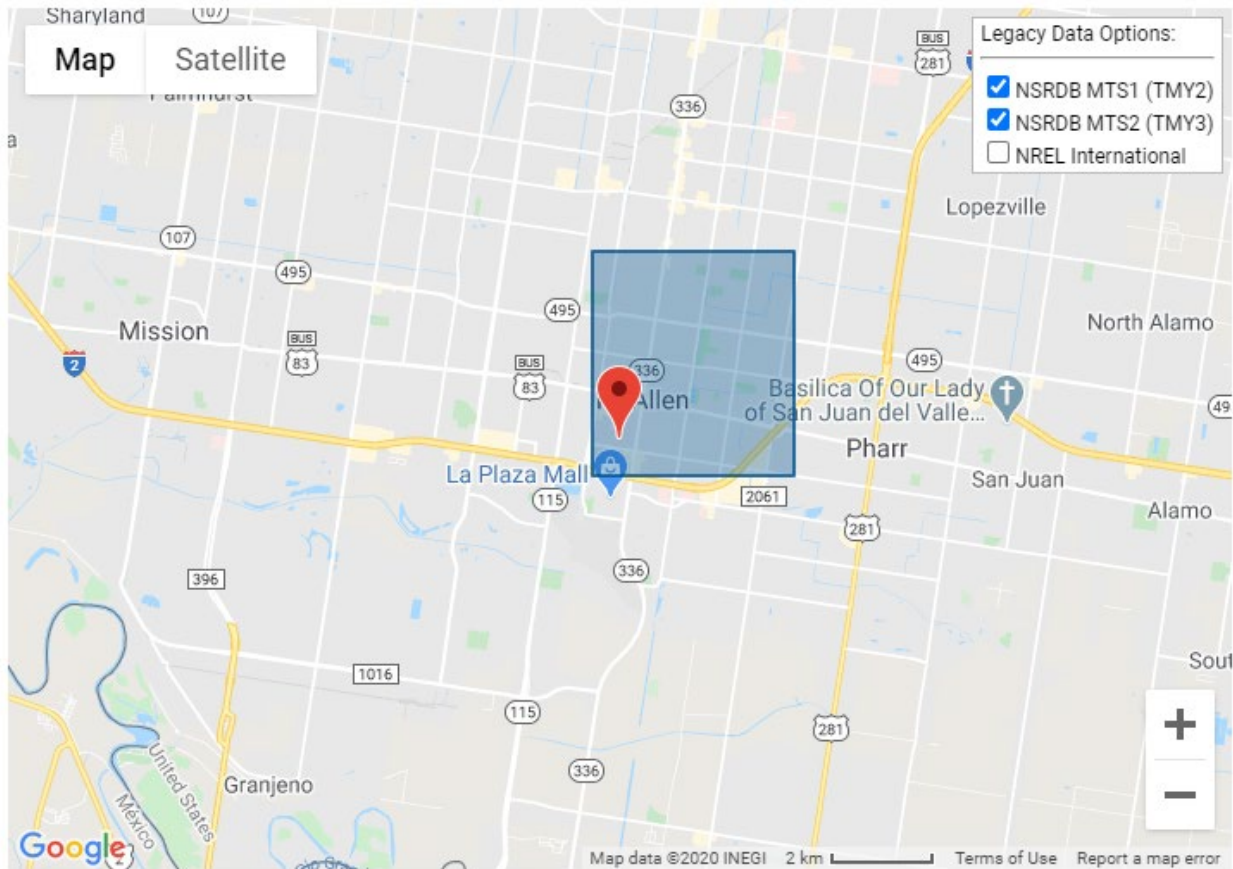 Sharyland
107
Map
Satellite
Palmhurst
336
BUS
281
Legacy Data Options:
NSRDB MTS1 (TMY2)
NSRDB MTS2 (TMY3)
NREL International
Lopezville
107
495
495
Mission
BUS
83
2
BUS
83
336
Allen
495
North Alamo
Basilica Of Our Lady
of San Juan del Valle...
49
Pharr
La Plaza Mall
115
2061
San Juan
Alamo
281
336
396
1016
115
Sout
281
336
Granjeno
United States
México
2
Google
Map data ©2020 INEGI
2 km
Terms of Use
Report a map error
+
−